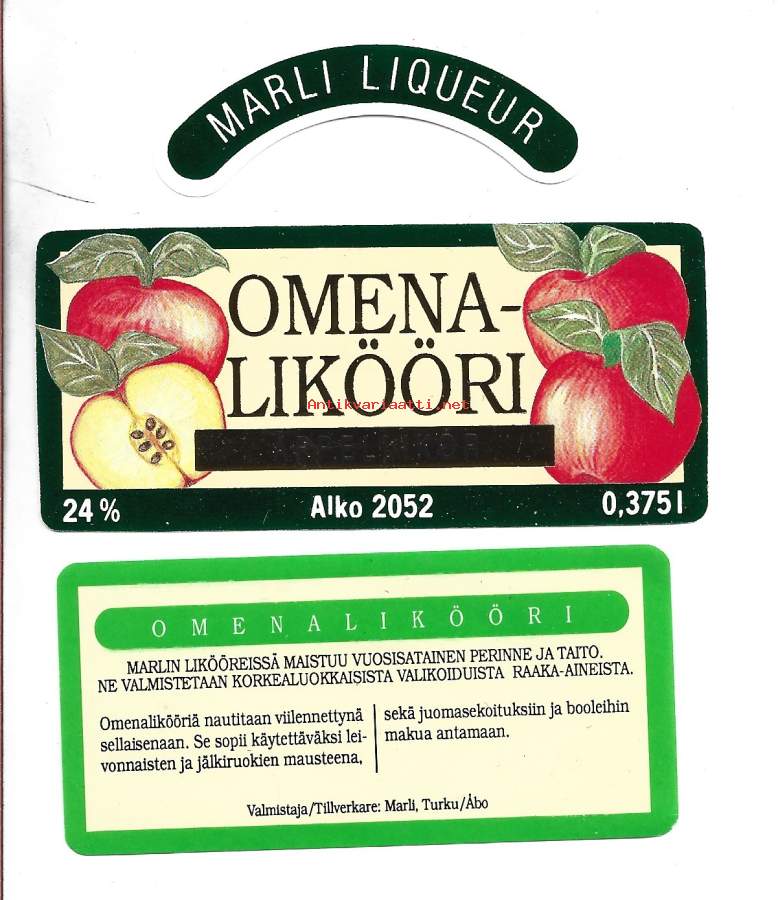 MARLI LIQUEUR
OMENA-
LIKÖÖRI
Antikvariaatti.net
ÄPPELLIKÖR
24 % Alko 2052 0,375 l
OMENALIKÖÖRI
MARLIN LIKÖÖREISSÄ MAISTUU VUOSISATAINEN PERINNE JA TAITO.
NE VALMISTETAAN KORKEALUOKKAISISTA VALIKOIDUISTA RAAKA-AINEISTA.
Omenalikööriä nautitaan viilennettynä
sellaisenaan. Se sopii käytettäväksi lei-
vonnaisten ja jälkiruokien mausteena,
sekä juomasekoituksiin ja booleihin
makua antamaan.
Valmistaja/Tillverkare: Marli, Turku/Åbo